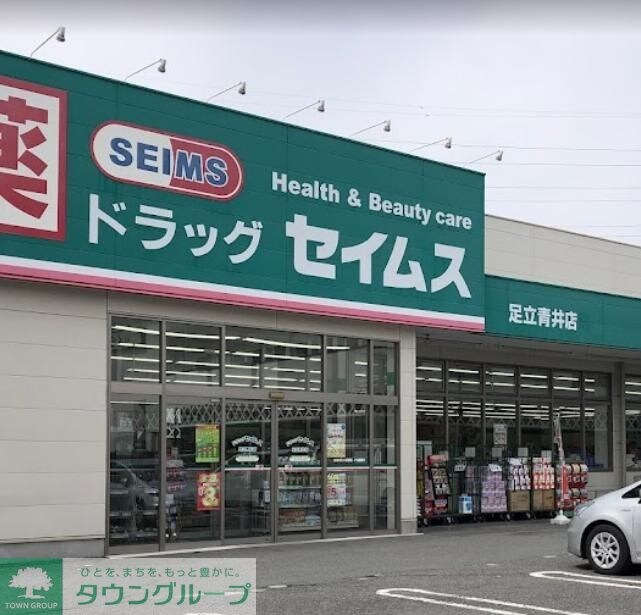 薬
SEIMS
Health & Beauty care
ドラッグ セイムス
足立青井店
TOWN GROUP
ひとを、まちを、もっと豊かに。
タウングループ